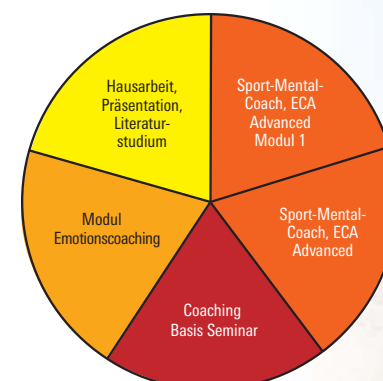 Hausarbeit,
Präsentation,
Literatur-
studium
Sport-Mental-
Coach, ECA
Advanced
Modul 1
Sport-Mental-
Coach, ECA
Advanced
Coaching
Basis Seminar
Modul
Emotionscoaching